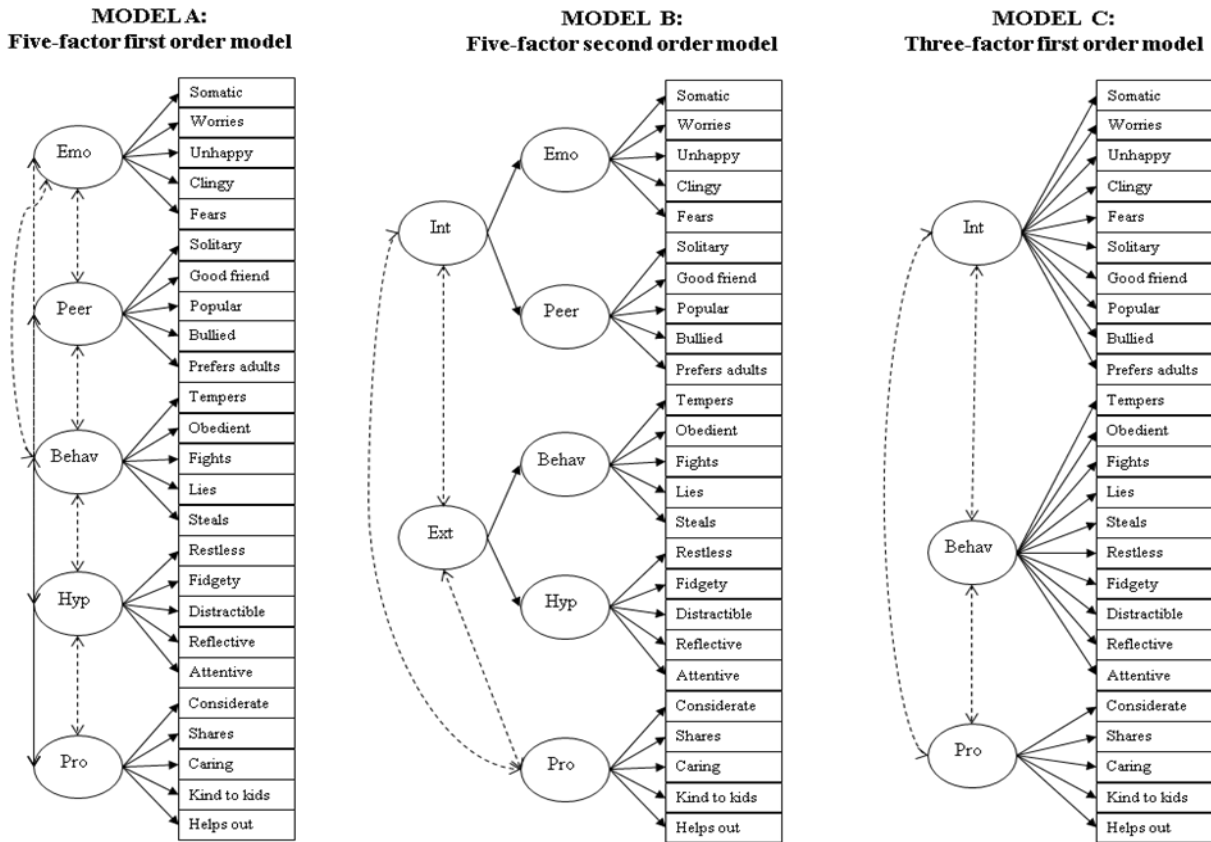 MODEL A:
Five-factor first order model
Emo
Peer
Behav
Hyp
Pro
Somatic
Worries
Unhappy
Clingy
Fears
Solitary
Good friend
Popular
Bullied
Prefers adults
Tempers
Obedient
Fights
Lies
Steals
Restless
Fidgety
Distractible
Reflective
Attentive
Considerate
Shares
Caring
Kind to kids
Helps out
MODEL B:
Five-factor second order model
Int
Ext
Emo
Peer
Behav
Hyp
Pro
Somatic
Worries
Unhappy
Clingy
Fears
Solitary
Good friend
Popular
Bullied
Prefers adults
Tempers
Obedient
Fights
Lies
Steals
Restless
Fidgety
Distractible
Reflective
Attentive
Considerate
Shares
Caring
Kind to kids
Helps out
MODEL C:
Three-factor first order model
Int
Behav
Pro
Somatic
Worries
Unhappy
Clingy
Fears
Solitary
Good friend
Popular
Bullied
Prefers adults
Tempers
Obedient
Fights
Lies
Steals
Restless
Fidgety
Distractible
Reflective
Attentive
Considerate
Shares
Caring
Kind to kids
Helps out